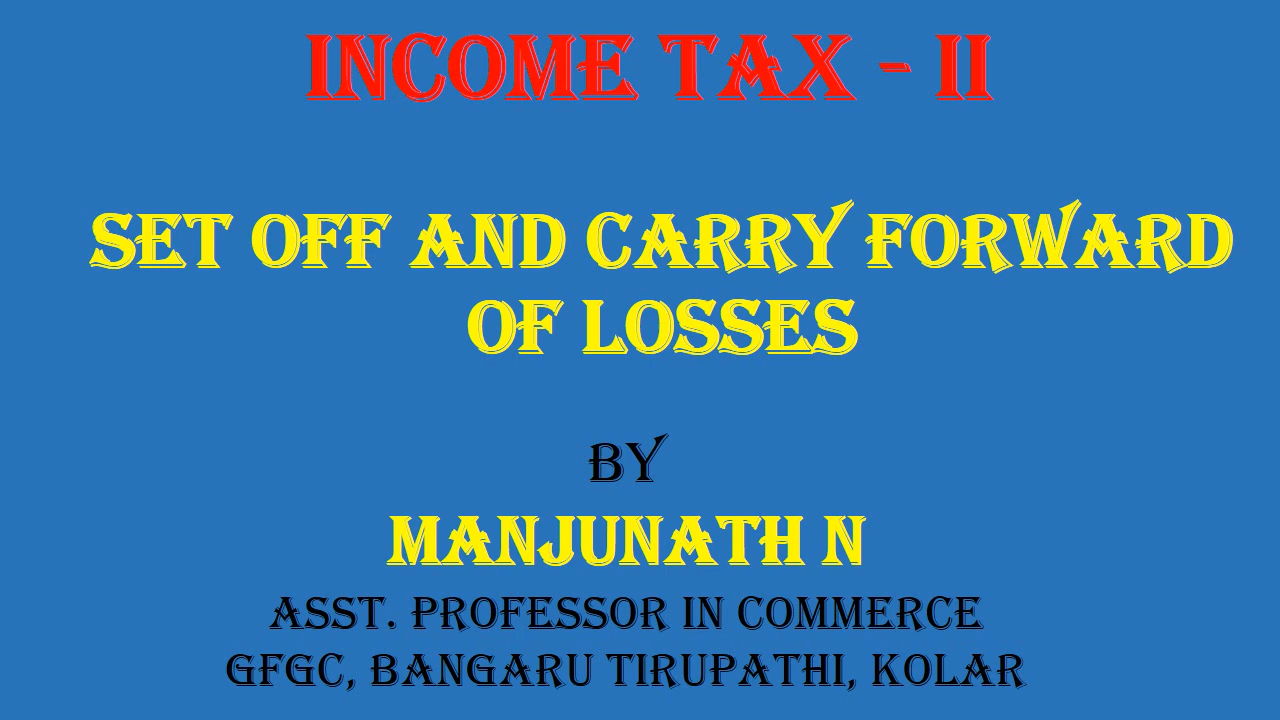 INCOME TAX - II
SET OFF AND CARRY FORWARD
OF LOSSES
BY
MANJUNATH N
ASST. PROFESSOR IN COMMERCE
GFGC, BANGARU TIRUPATHI, KOLAR